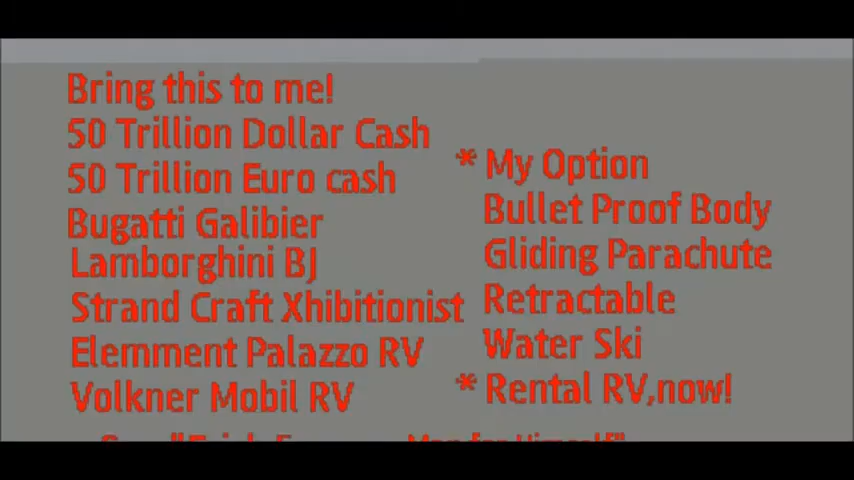 Bring this to me!
50 Trillion Dollar Cash
50 Trillion Euro cash
Bugatti Galibier
Lamborghini BJ
Strand Craft Xhibitionist
Elemment Palazzo RV
Volkner Mobil RV
* My Option
Bullet Proof Body
Gliding Parachute
Retractable
Water Ski
* Rental RV,now!